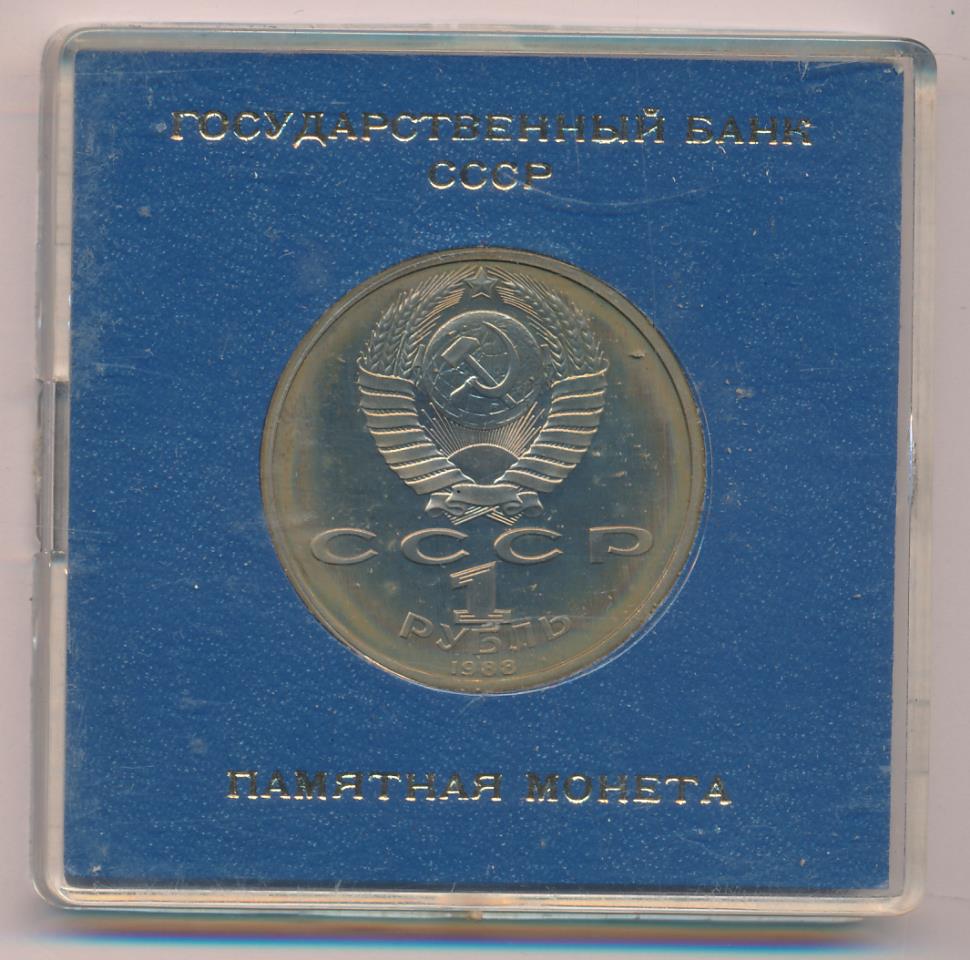 ГОСУДАРСТВЕННЫЙ БАНК
СССР
СССР
1
РУБЛЬ
1988
ПАМЯТНАЯ МОНЕТА